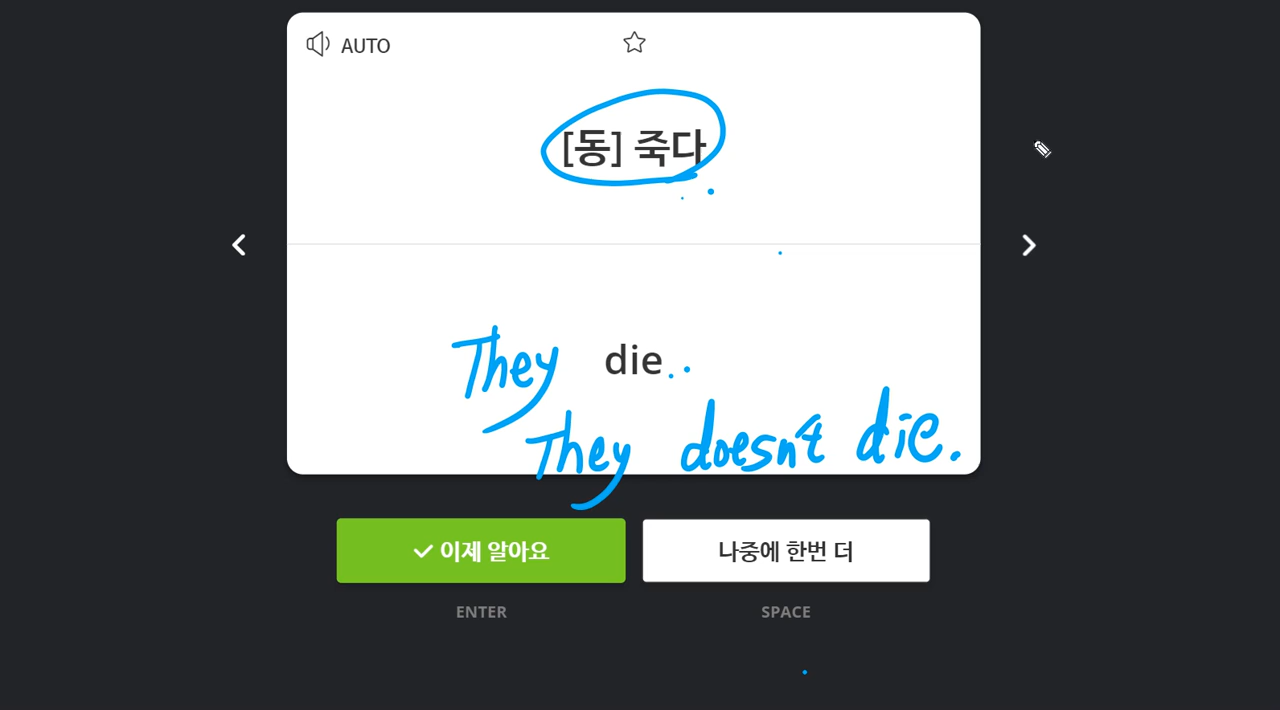 AUTO
[동] 죽다
They die..
They doesn't die.
이제 알아요
나중에 한번 더
ENTER
SPACE